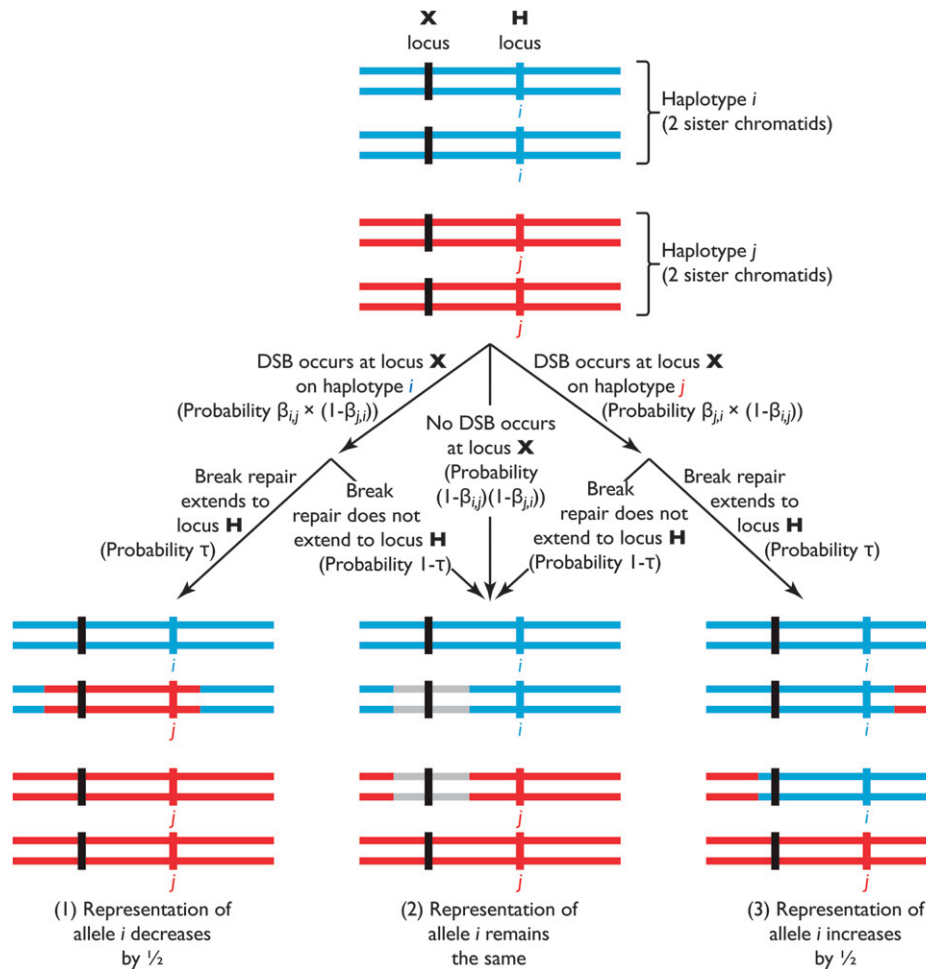 X H
locus locus
i
Haplotype i
(2 sister chromatids)
i
j
Haplotype j
(2 sister chromatids)
j
DSB occurs at locus X
on haplotype i
(Probability βi,j × (1-βj,i))
No DSB occurs
at locus X
(Probability
(1-βi,j)(1-βj,i))
DSB occurs at locus X
on haplotype j
(Probability βj,i × (1-βi,j))
Break repair
extends to
locus H
(Probability τ)
Break
repair does not
extend to locus H
(Probability 1-τ)
Break
repair does not
extend to locus H
(Probability 1-τ)
Break repair
extends to
locus H
(Probability τ)
i i i
j i i
j j i
j j j
(1) Representation of
allele i decreases
by ½
(2) Representation of
allele i remains
the same
(3) Representation of
allele i increases
by ½